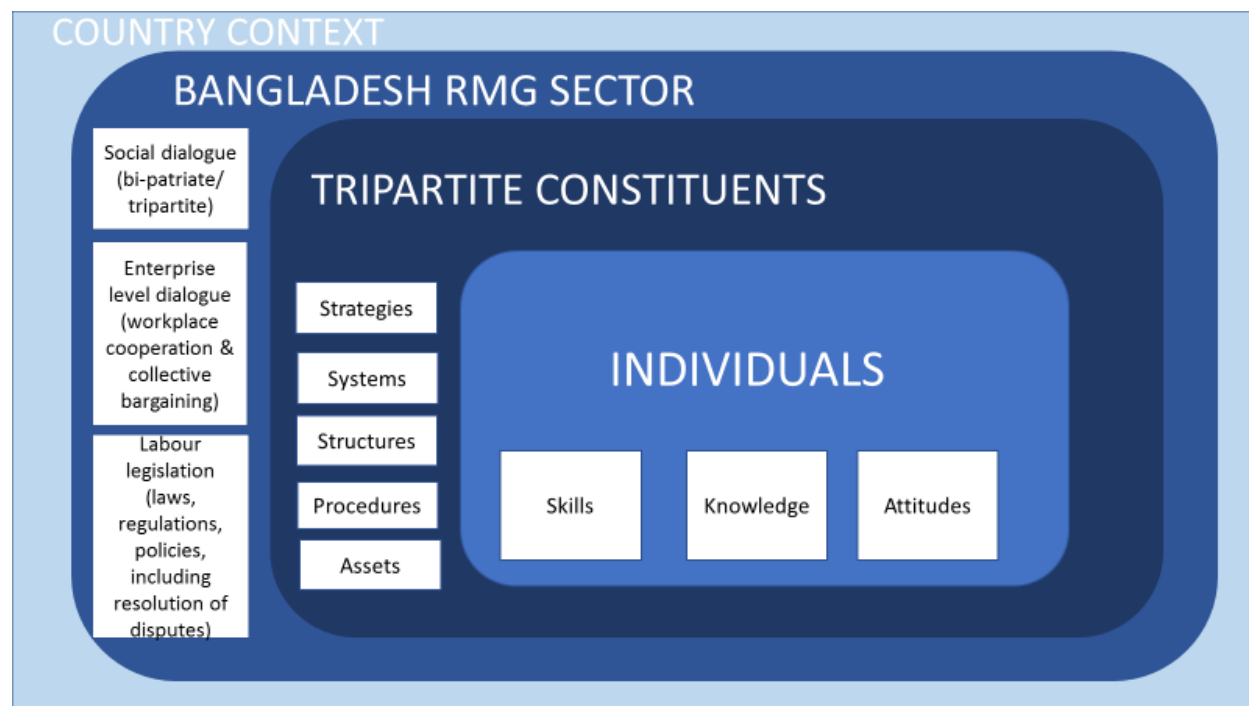 COUNTRY CONTEXT
BANGLADESH RMG SECTOR
Social dialogue
(bi-patriate/
tripartite)
Enterprise
level dialogue
(workplace
cooperation &
collective
bargaining)
Labour
legislation
(laws,
regulations,
policies,
including
resolution of
disputes)
TRIPARTITE CONSTITUENTS
Strategies
Systems
Structures
Procedures
Assets
INDIVIDUALS
Skills
Knowledge
Attitudes